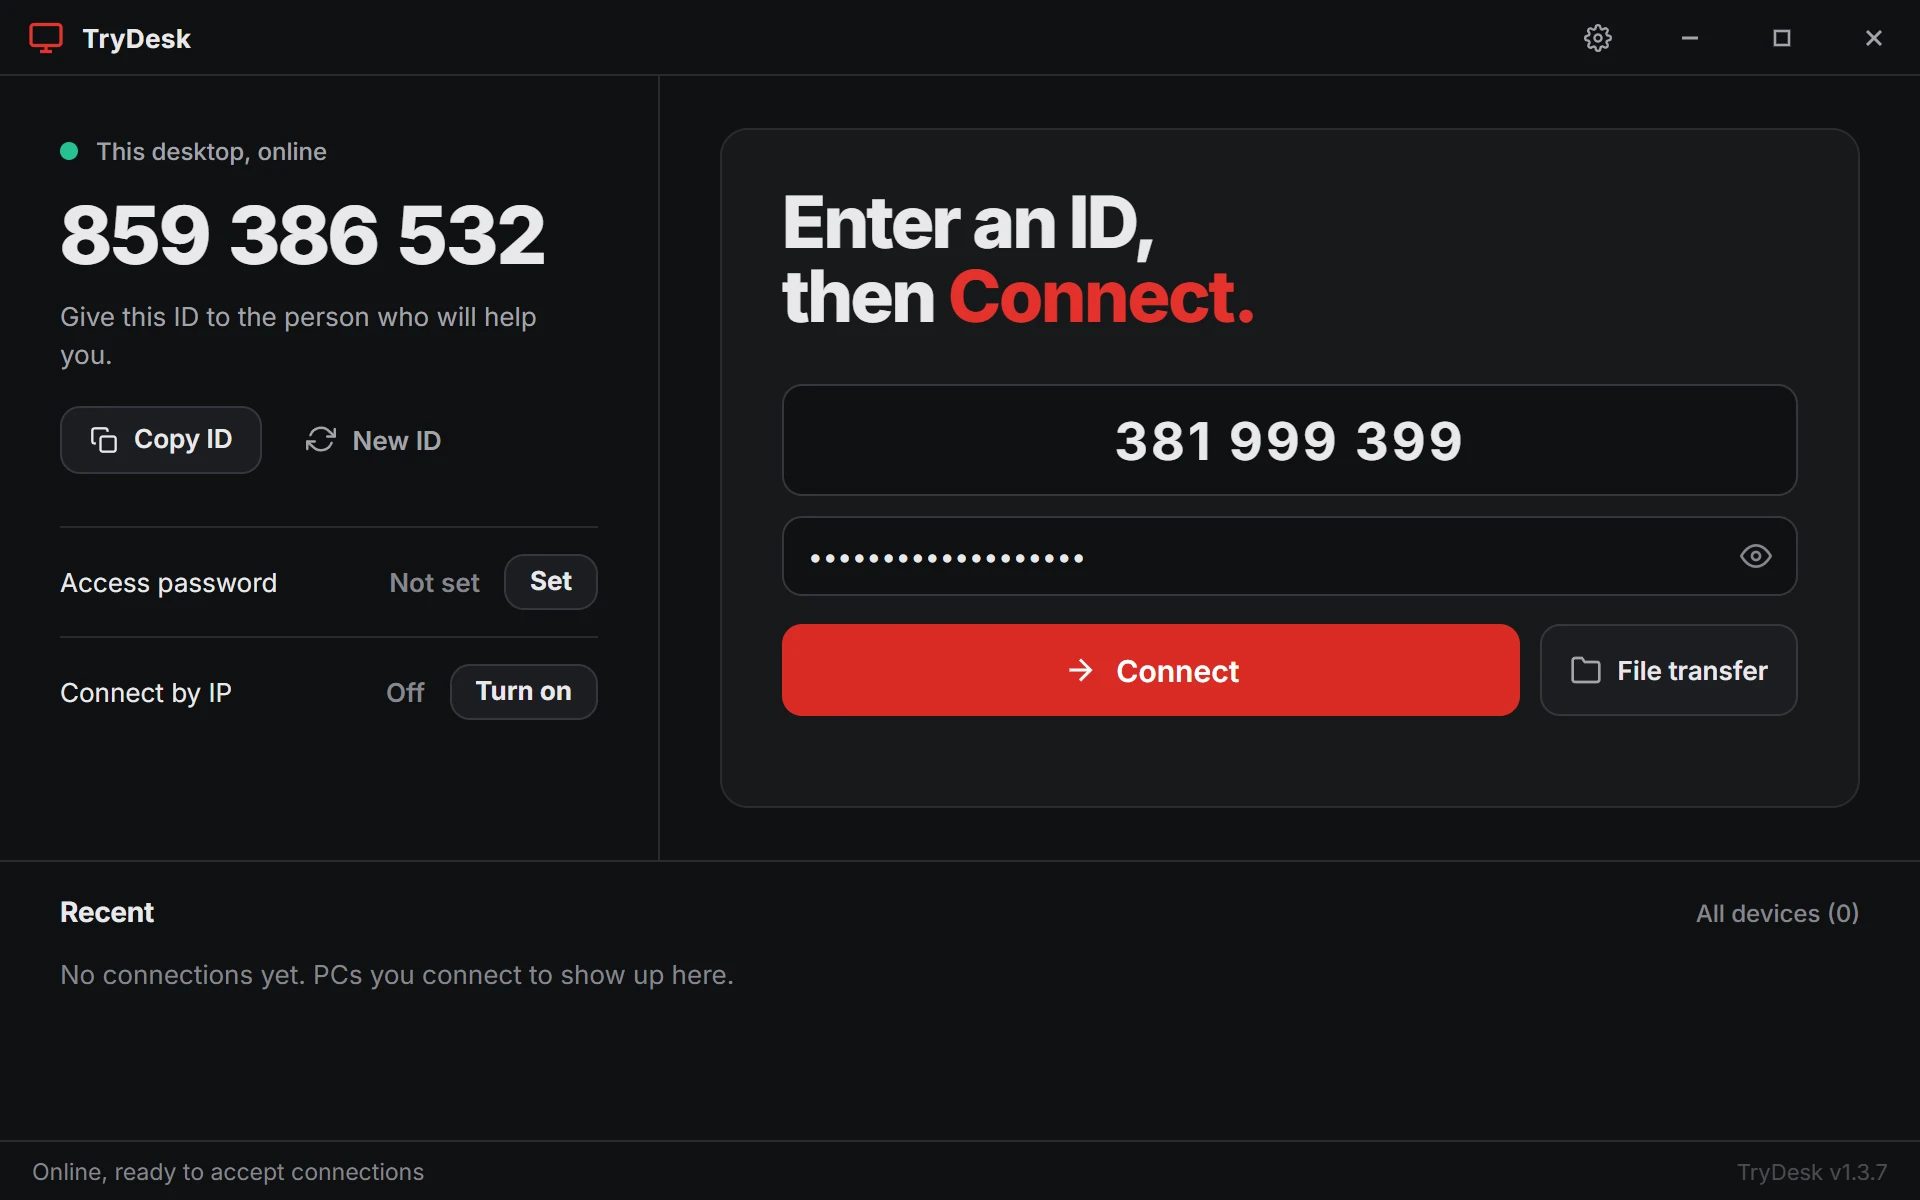 TryDesk
This desktop, online
859 386 532
Give this ID to the person who will help
you.
Copy ID
New ID
Access password
Not set
Set
Connect by IP
Off
Turn on
Enter an ID,
then Connect.
381 999 399
•••••••••••••••••••
Connect
File transfer
Recent
All devices (0)
No connections yet. PCs you connect to show up here.
Online, ready to accept connections
TryDesk v1.3.7